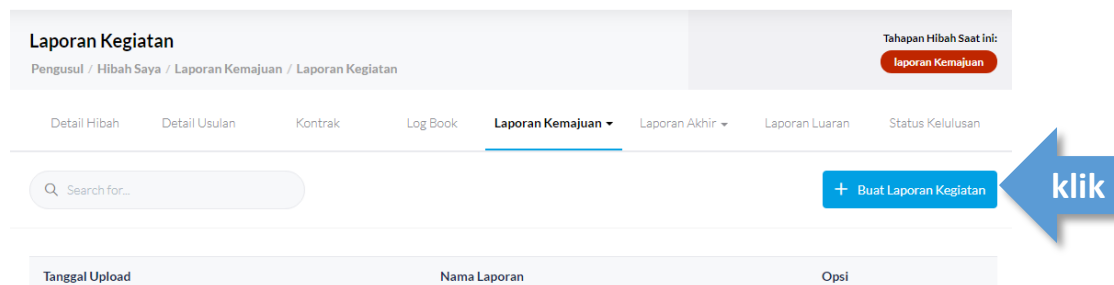 Laporan Kegiatan
Tahapan Hibah Saat ini:
Pengusul / Hibah Saya / Laporan Kemajuan / Laporan Kegiatan
laporan Kemajuan
Detail Hibah Detail Usulan Kontrak Log Book Laporan Kemajuan Laporan Akhir Laporan Luaran Status Kelulusan
Search for...
+ Buat Laporan Kegiatan
klik
Tanggal Upload Nama Laporan Opsi